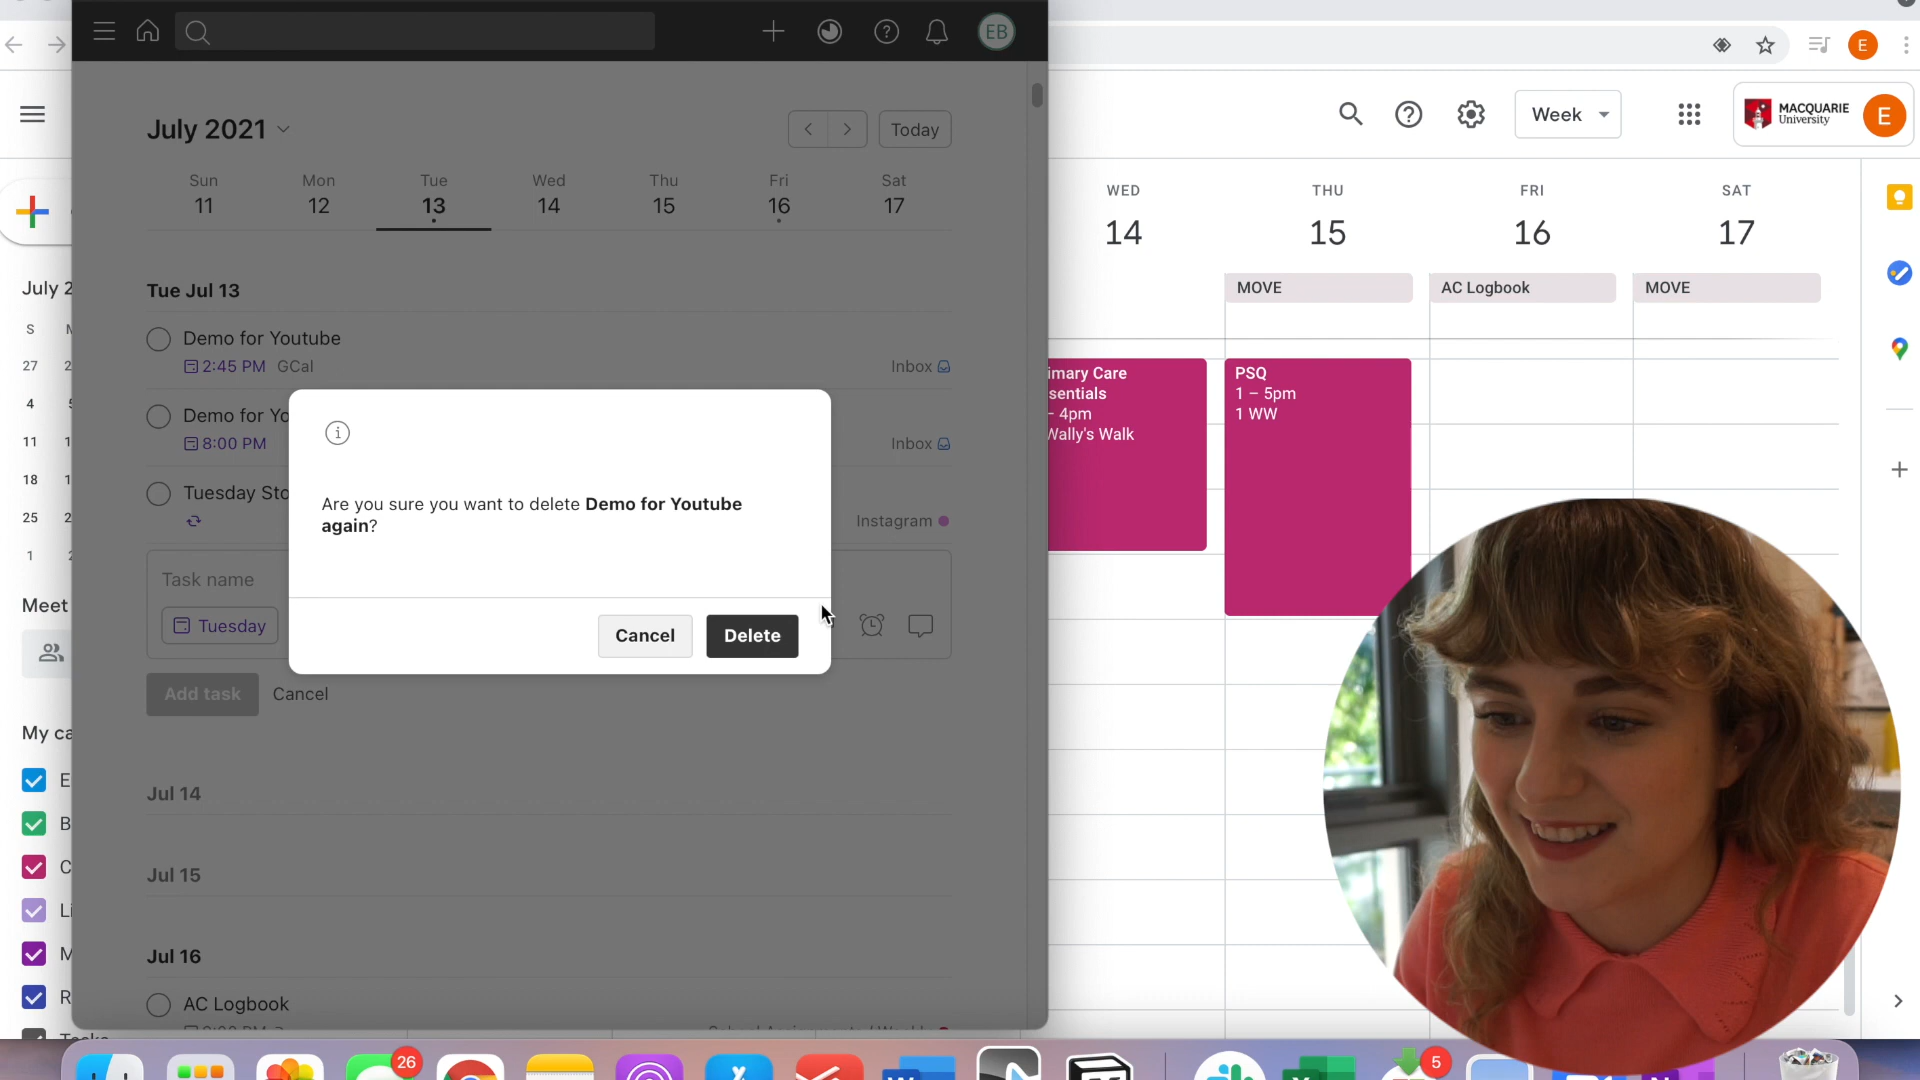 EB
E
July 2021
Today
Week
MACQUARIE
University
E
Sun
Mon
Tue
Wed
Thu
Fri
Sat
11
12
13
14
15
16
17
WED
THU
FRI
SAT
14
15
16
17
July 2
S
27
4
11
18
25
1
Tue Jul 13
MOVE
AC Logbook
MOVE
Demo for Youtube
2:45 PM GCal
Inbox
Demo for Yo
8:00 PM
Inbox
Tuesday Sto
Instagram
imary Care
sentials
- 4pm
Wally's Walk
PSQ
1 – 5pm
1 WW
Are you sure you want to delete Demo for Youtube
again?
Cancel
Delete
Task name
Tuesday
Add task
Cancel
Meet
My ca
E
B
C
Li
M
R
Jul 14
Jul 15
Jul 16
AC Logbook
26
5